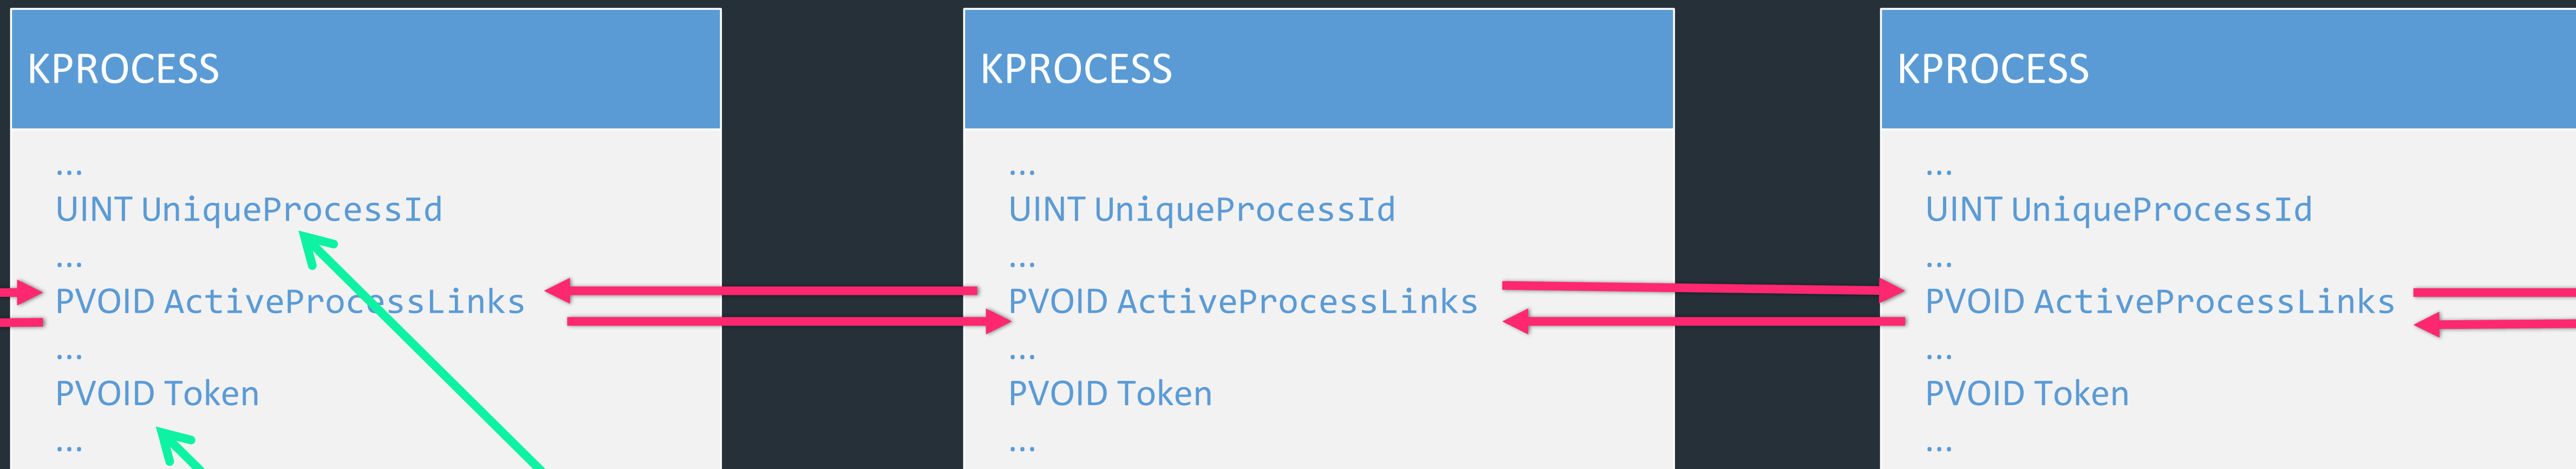 KPROCESS
...
UINT UniqueProcessId
...
PVOID ActiveProcessLinks
...
PVOID Token
...
KPROCESS
...
UINT UniqueProcessId
...
PVOID ActiveProcessLinks
...
PVOID Token
...
KPROCESS
...
UINT UniqueProcessId
...
PVOID ActiveProcessLinks
...
PVOID Token
...